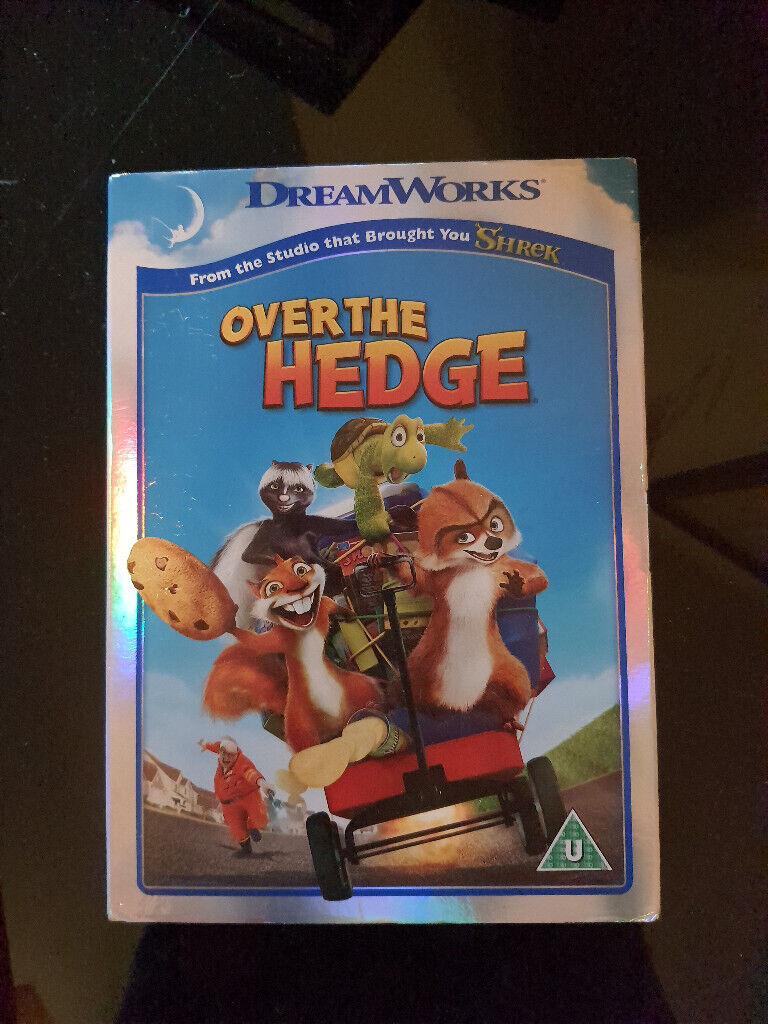 DREAMWORKS®
From the Studio that Brought You SHREK
OVER THE
HEDGE
U